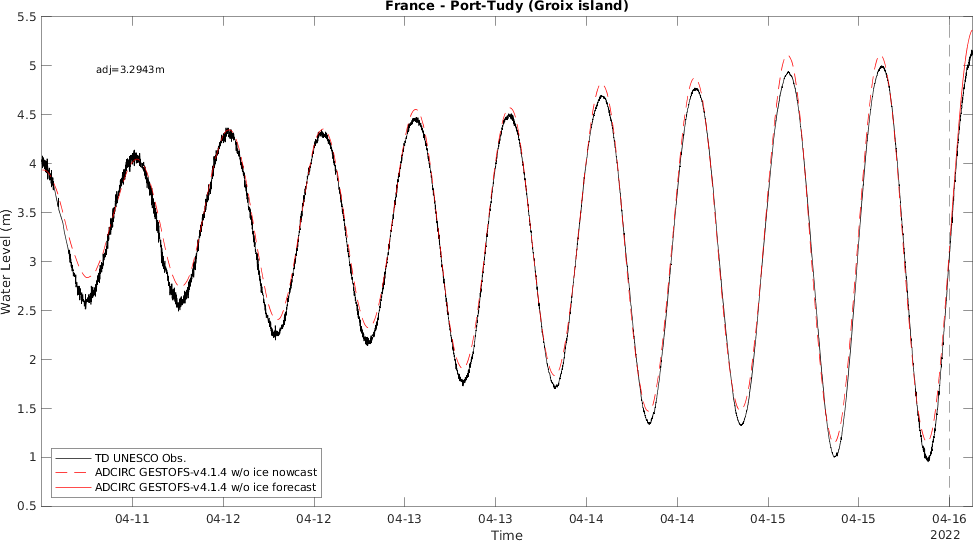 France - Port-Tudy (Groix island)
5.5
5
4.5
4
3.5
3
2.5
2
1.5
1
0.5
Water Level (m)
adj=3.2943m
TD UNESCO Obs.
ADCIRC GESTOFS-v4.1.4 w/o ice nowcast
ADCIRC GESTOFS-v4.1.4 w/o ice forecast
04-11 04-12 04-12 04-13 04-13 04-14 04-14 04-15 04-15 04-16
2022
Time